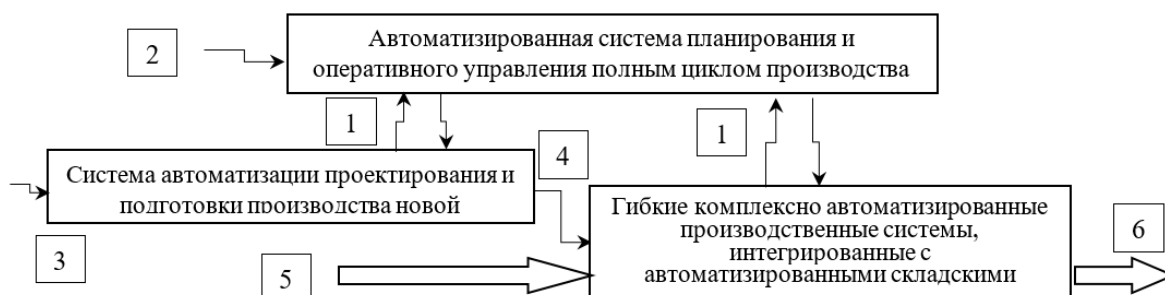 2
Автоматизированная система планирования и
оперативного управления полным циклом производства
1
1
4
Система автоматизации проектирования и
подготовки производства новой
3
Гибкие комплексно автоматизированные
производственные системы,
интегрированные с
автоматизированными складскими
5
6